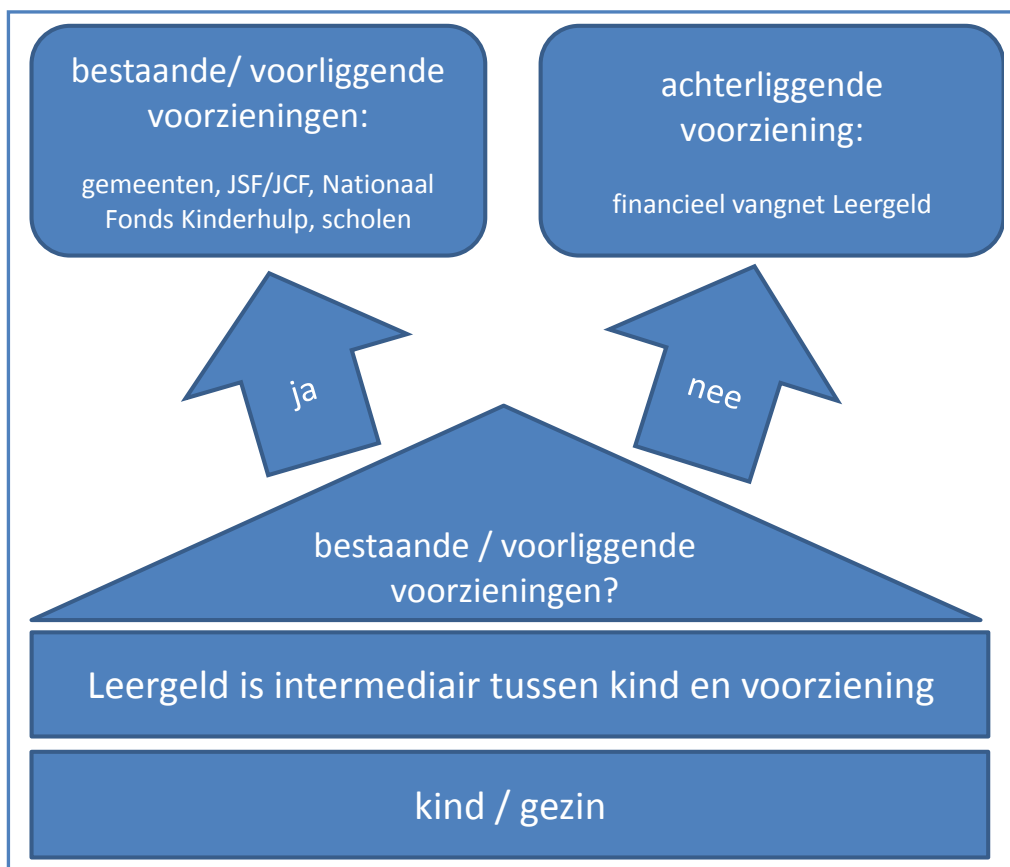 bestaande/ voorliggende
voorzieningen:
gemeenten, JSF/JCF, Nationaal
Fonds Kinderhulp, scholen
achterliggende
voorziening:
financieel vangnet Leergeld
ja
nee
bestaande / voorliggende
voorzieningen?
Leergeld is intermediair tussen kind en voorziening
kind / gezin